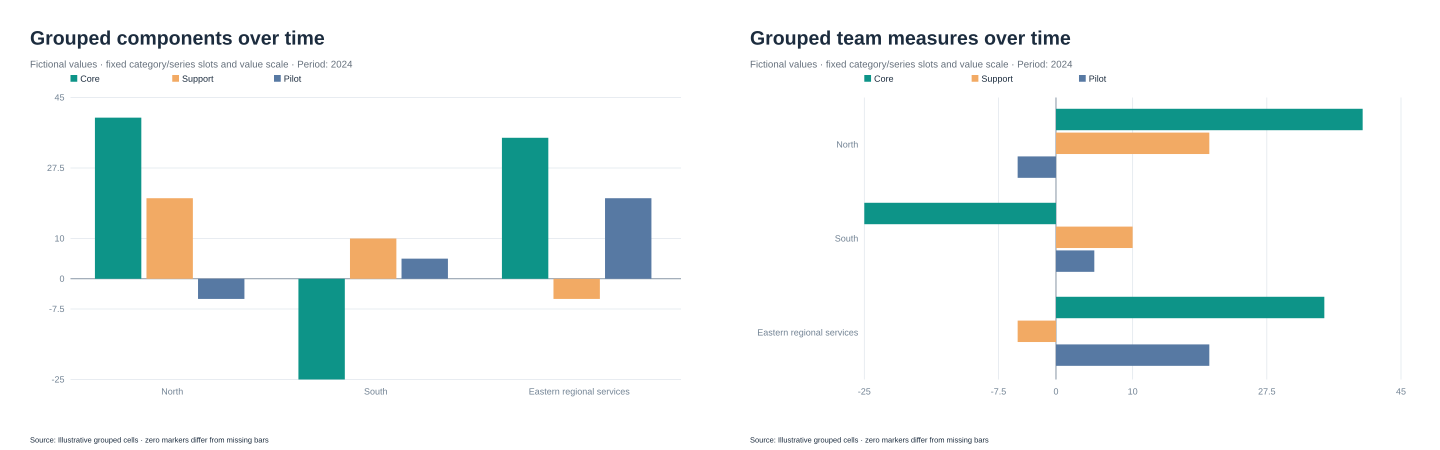 Grouped components over time
Fictional values · fixed category/series slots and value scale · Period: 2024
Core Support Pilot
45
27.5
10
0
-7.5
-25
North South Eastern regional services
Source: Illustrative grouped cells · zero markers differ from missing bars
Grouped team measures over time
Fictional values · fixed category/series slots and value scale · Period: 2024
Core Support Pilot
North
South
Eastern regional services
-25 -7.5 0 10 27.5 45
Source: Illustrative grouped cells · zero markers differ from missing bars